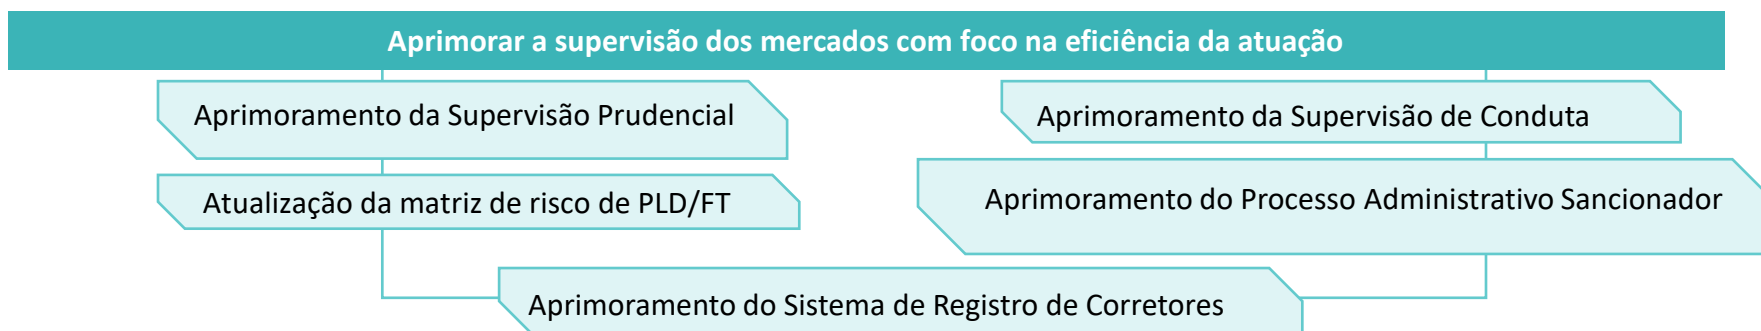 Aprimorar a supervisão dos mercados com foco na eficiência da atuação
Aprimoramento da Supervisão Prudencial
Aprimoramento da Supervisão de Conduta
Atualização da matriz de risco de PLD/FT
Aprimoramento do Processo Administrativo Sancionador
Aprimoramento do Sistema de Registro de Corretores